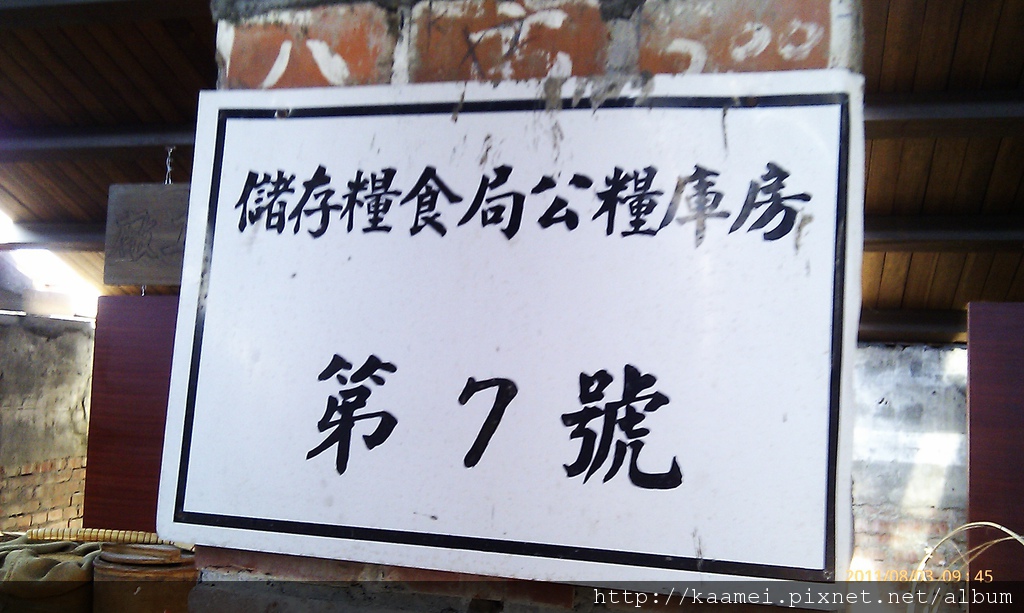 儲存糧食局公糧庫房
第7號
2011/08/03 09:45
http://kaamei.pixnet.net/album